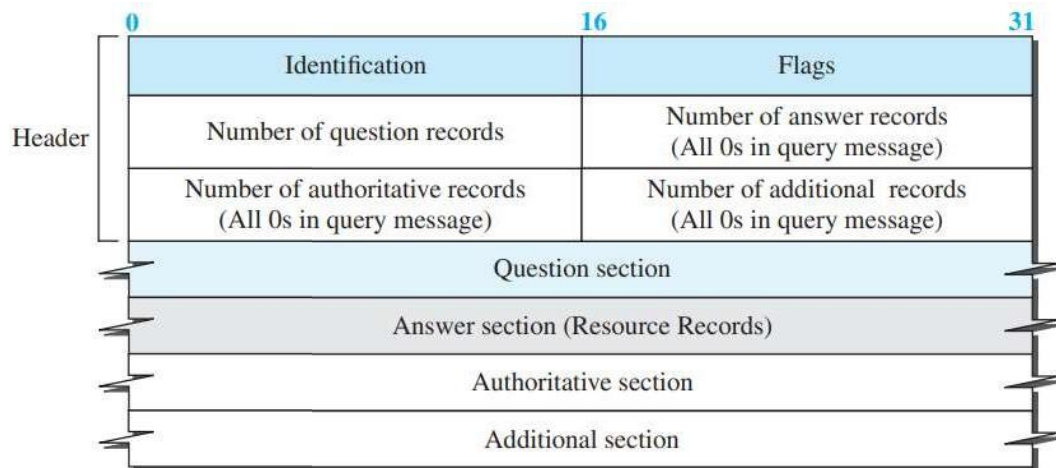 0 16 31
Header
Identification Flags
Number of question records
Number of answer records
(All 0s in query message)
Number of authoritative records
(All 0s in query message)
Number of additional records
(All 0s in query message)
Question section
Answer section (Resource Records)
Authoritative section
Additional section